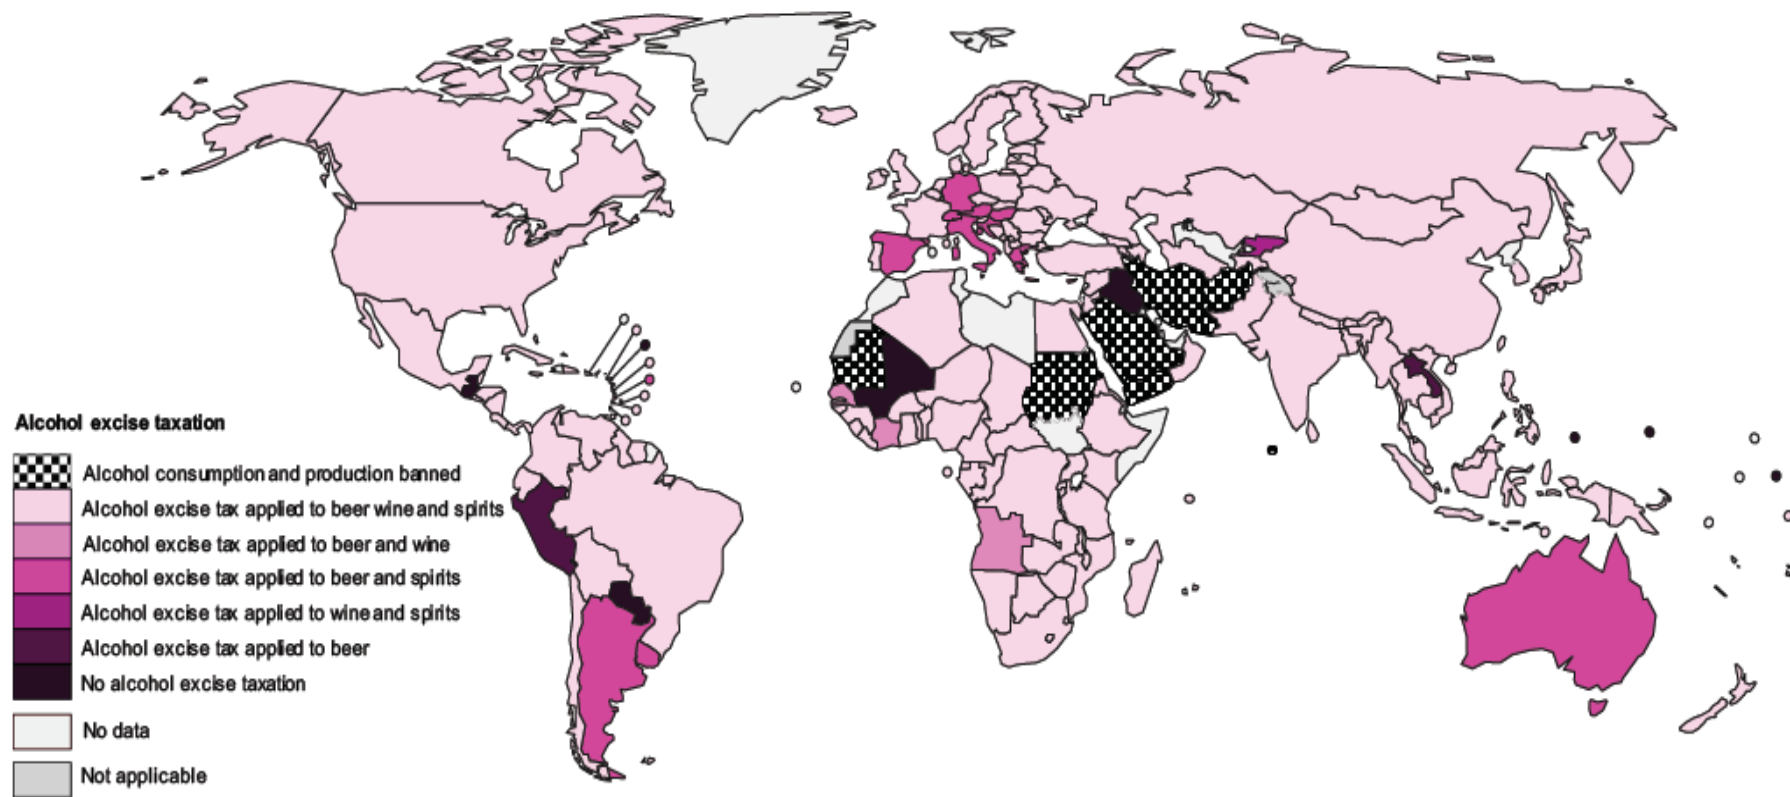 Alcohol excise taxation
Alcohol consumption and production banned
Alcohol excise tax applied to beer wine and spirits
Alcohol excise tax applied to beer and wine
Alcohol excise tax applied to beer and spirits
Alcohol excise tax applied to wine and spirits
Alcohol excise tax applied to beer
No alcohol excise taxation
No data
Not applicable